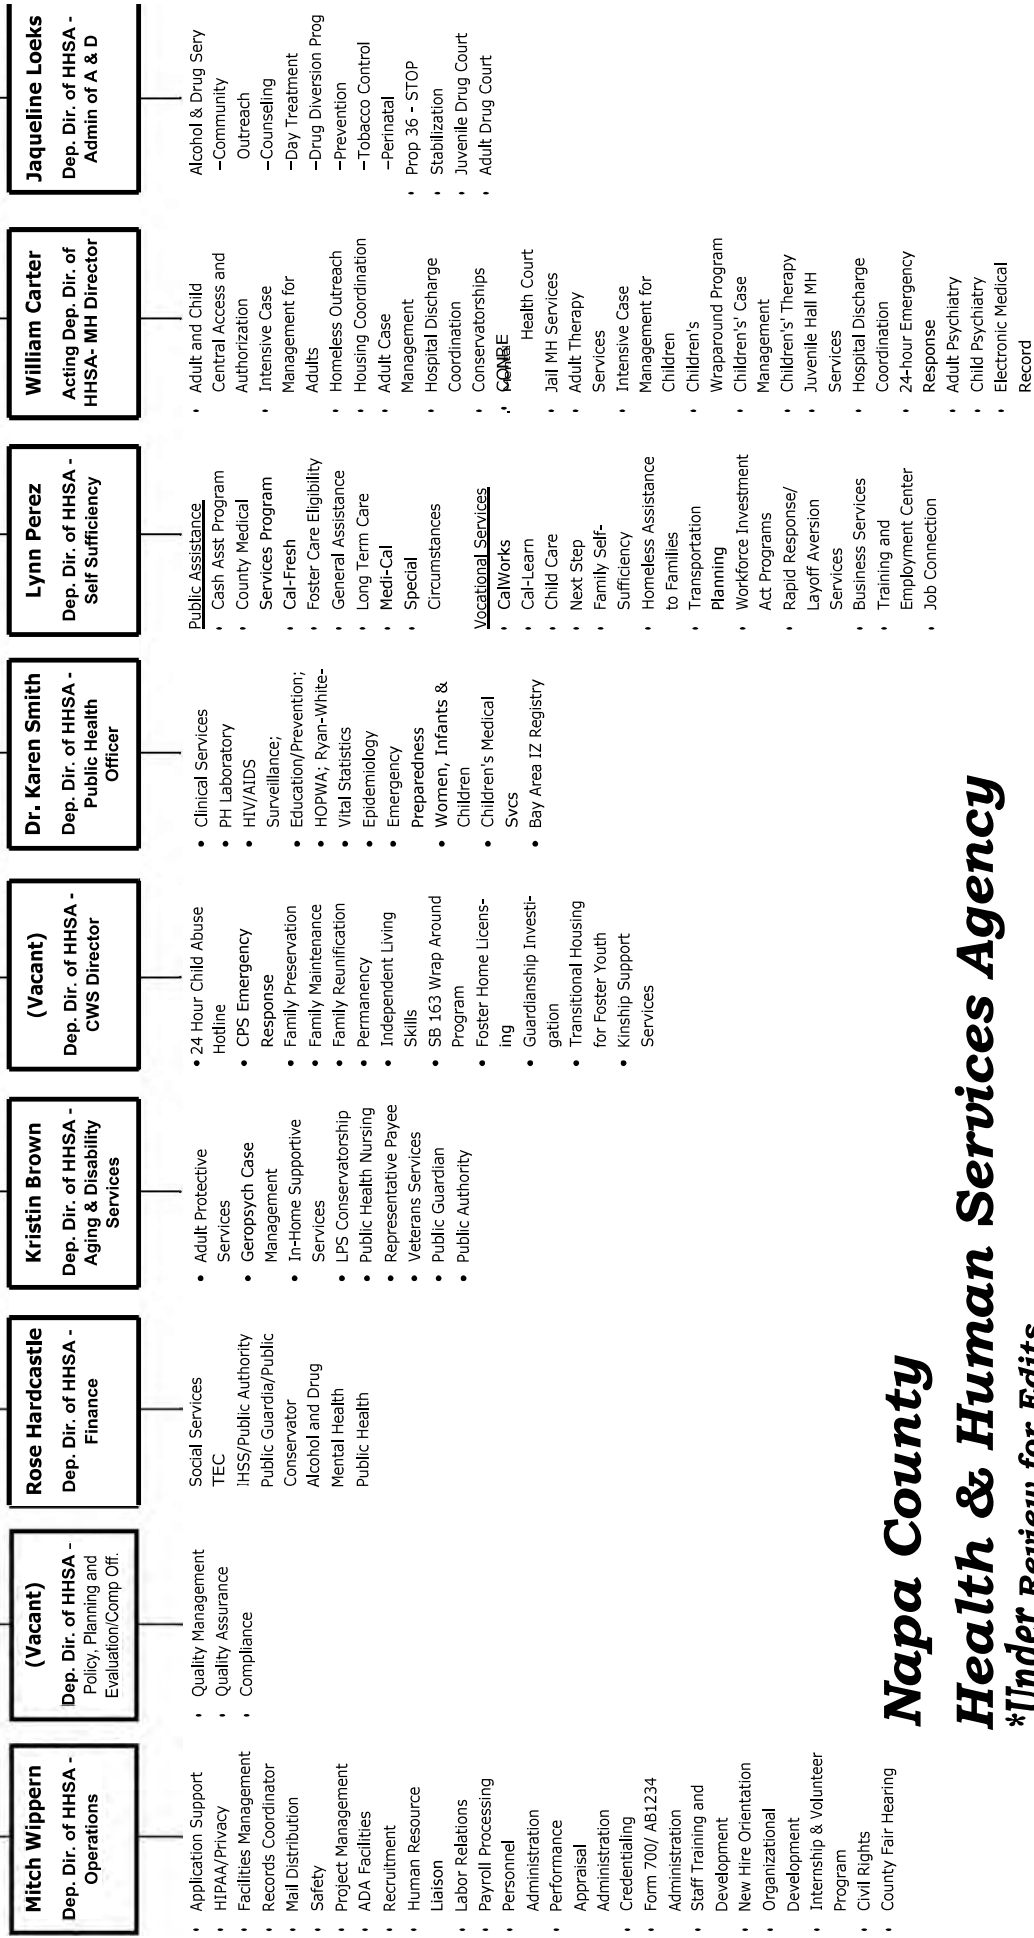 Mitch Wippern
Dep. Dir. of HHSA -
Operations
• Application Support
• HIPAA/Privacy
• Facilities Management
• Records Coordinator
• Mail Distribution
• Safety
• Project Management
• ADA Facilities
• Recruitment
• Human Resource
Liaison
• Labor Relations
• Payroll Processing
• Personnel
Administration
• Performance
Appraisal
Administration
• Credentialing
• Form 700/ AB1234
Administration
• Staff Training and
Development
• New Hire Orientation
• Organizational
Development
• Internship & Volunteer
Program
• Civil Rights
• County Fair Hearing
(Vacant)
Dep. Dir. of HHSA –
Policy, Planning and
Evaluation/Comp Off.
• Quality Management
• Quality Assurance
• Compliance
Rose Hardcastle
Dep. Dir. of HHSA -
Finance
Social Services
TEC
IHSS/Public Authority
Public Guardia/Public
Conservator
Alcohol and Drug
Mental Health
Public Health
Kristin Brown
Dep. Dir. of HHSA -
Aging & Disability
Services
• Adult Protective
Services
• Geropsych Case
Management
• In-Home Supportive
Services
• LPS Conservatorship
• Public Health Nursing
• Representative Payee
• Veterans Services
• Public Guardian
• Public Authority
(Vacant)
Dep. Dir. of HHSA -
CWS Director
• 24 Hour Child Abuse
Hotline
• CPS Emergency
Response
• Family Preservation
• Family Maintenance
• Family Reunification
• Permanency
• Independent Living
Skills
• SB 163 Wrap Around
Program
• Foster Home Licens-
ing
• Guardianship Investi-
gation
• Transitional Housing
for Foster Youth
• Kinship Support
Services
Dr. Karen Smith
Dep. Dir. of HHSA -
Public Health
Officer
• Clinical Services
• PH Laboratory
• HIV/AIDS
Surveillance;
• Education/Prevention;
• HOPWA; Ryan-White-
• Vital Statistics
• Epidemiology
• Emergency
Preparedness
• Women, Infants &
Children
• Children's Medical
Svcs
• Bay Area IZ Registry
Lynn Perez
Dep. Dir. of HHSA -
Self Sufficiency
Public Assistance
• Cash Asst Program
• County Medical
Services Program
• Cal-Fresh
• Foster Care Eligibility
• General Assistance
• Long Term Care
• Medi-Cal
• Special
Circumstances
Vocational Services
• CalWorks
• Cal-Learn
• Child Care
• Next Step
• Family Self-
Sufficiency
• Homeless Assistance
to Families
• Transportation
Planning
• Workforce Investment
Act Programs
• Rapid Response/
Layoff Aversion
Services
• Business Services
• Training and
Employment Center
• Job Connection
William Carter
Acting Dep. Dir. of
HHSA- MH Director
• Adult and Child
Central Access and
Authorization
• Intensive Case
Management for
Adults
• Homeless Outreach
• Housing Coordination
• Adult Case
Management
• Hospital Discharge
Coordination
• Conservatorships
•
Health Court
• Jail MH Services
• Adult Therapy
Services
• Intensive Case
Management for
Children
• Children's
Wraparound Program
• Children's' Case
Management
• Children's' Therapy
• Juvenile Hall MH
Services
• Hospital Discharge
Coordination
• 24-hour Emergency
Response
• Adult Psychiatry
• Child Psychiatry
• Electronic Medical
Record
Jaqueline Loeks
Dep. Dir. of HHSA -
Admin of A & D
Alcohol & Drug Serv
–Community
Outreach
–Counseling
–Day Treatment
–Drug Diversion Prog
–Prevention
–Tobacco Control
–Perinatal
• Prop 36 - STOP
• Stabilization
• Juvenile Drug Court
• Adult Drug Court
Napa County
Health & Human Services Agency
*Under Review for Edits